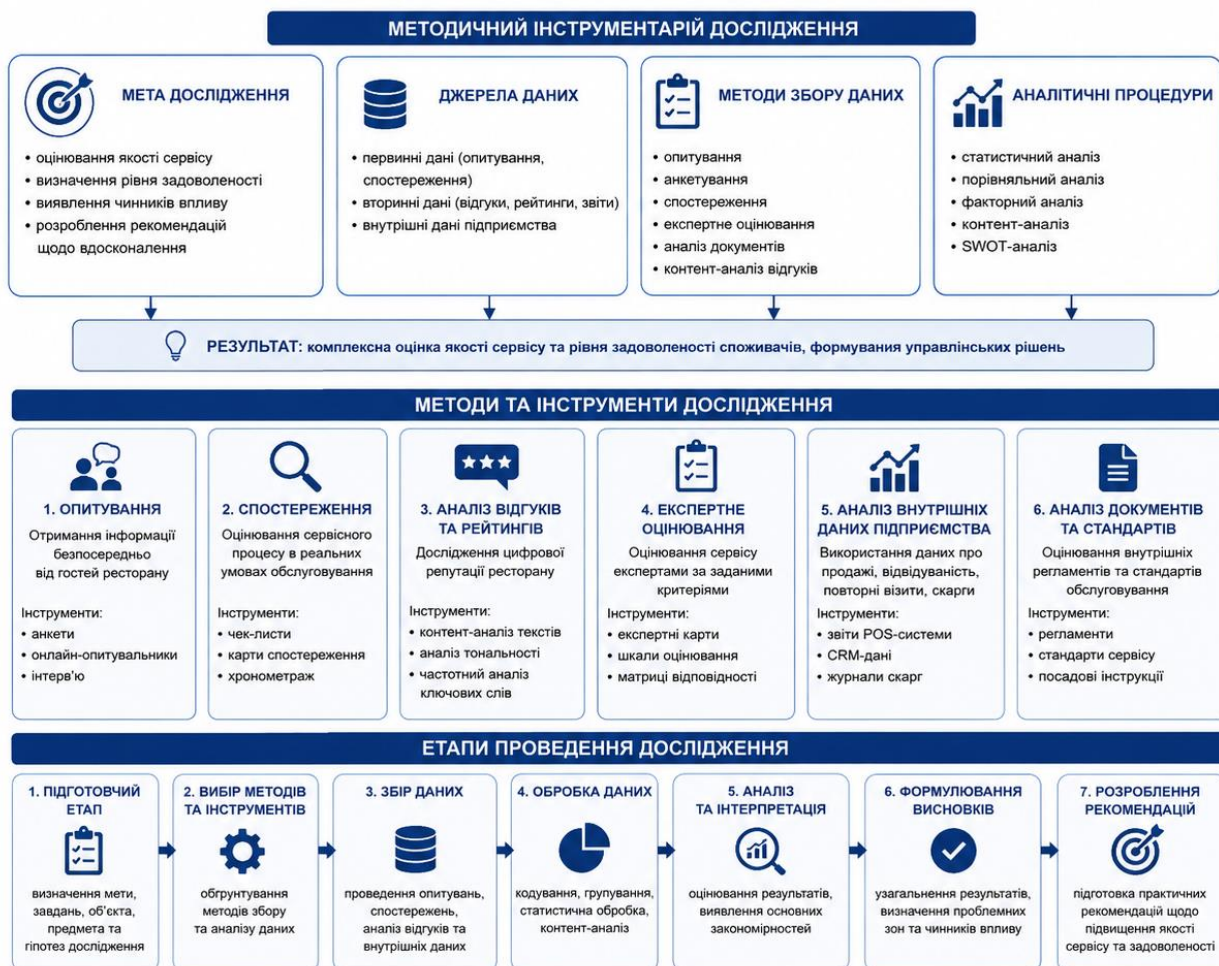 МЕТОДИЧНИЙ ІНСТРУМЕНТАРІЙ ДОСЛІДЖЕННЯ
МЕТА ДОСЛІДЖЕННЯ
• оцінювання якості сервісу
• визначення рівня задоволеності
• виявлення чинників впливу
• розроблення рекомендацій
щодо вдосконалення
ДЖЕРЕЛА ДАНИХ
• первинні дані (опитування,
спостереження)
• вторинні дані (відгуки, рейтинги, звіти)
• внутрішні дані підприємства
МЕТОДИ ЗБОРУ ДАНИХ
• опитування
• анкетування
• спостереження
• експертне оцінювання
• аналіз документів
• контент-аналіз відгуків
АНАЛІТИЧНІ ПРОЦЕДУРИ
• статистичний аналіз
• порівняльний аналіз
• факторний аналіз
• контент-аналіз
• SWOT-аналіз
РЕЗУЛЬТАТ: комплексна оцінка якості сервісу та рівня задоволеності споживачів, формування управлінських рішень
МЕТОДИ ТА ІНСТРУМЕНТИ ДОСЛІДЖЕННЯ
1. ОПИТУВАННЯ
Отримання інформації
безпосередньо
від гостей ресторану
Інструменти:
• анкети
• онлайн-опитувальники
• інтерв'ю
2. СПОСТЕРЕЖЕННЯ
Оцінювання сервісного
процесу в реальних
умовах обслуговування
Інструменти:
• чек-листи
• карти спостереження
• хронометраж
3. АНАЛІЗ ВІДГУКІВ
ТА РЕЙТИНГІВ
Дослідження цифрової
репутації ресторану
Інструменти:
• контент-аналіз текстів
• аналіз тональності
• частотний аналіз
ключових слів
4. ЕКСПЕРТНЕ
ОЦІНЮВАННЯ
Оцінювання сервісу
експертами за заданими
критеріями
Інструменти:
• експертні карти
• шкали оцінювання
• матриці відповідності
5. АНАЛІЗ ВНУТРІШНІХ
ДАНИХ ПІДПРИЄМСТВА
Використання даних про
продажі, відвідуваність,
повторні візити, скарги
Інструменти:
• звіти POS-системи
• CRM-дані
• журнали скарг
6. АНАЛІЗ ДОКУМЕНТІВ
ТА СТАНДАРТІВ
Оцінювання внутрішніх
регламентів та стандартів
обслуговування
Інструменти:
• регламенти
• стандарти сервісу
• посадові інструкції
ЕТАПИ ПРОВЕДЕННЯ ДОСЛІДЖЕННЯ
1. ПІДГОТОВЧИЙ
ЕТАП
визначення мети,
завдань, об'єкта,
предмета та
гіпотез дослідження
2. ВИБІР МЕТОДІВ
ТА ІНСТРУМЕНТІВ
обгрунтування
методів збору
та аналізу даних
3. ЗБІР ДАНИХ
проведення опитувань,
спостережень,
аналіз відгуків та
внутрішніх даних
4. ОБРОБКА ДАНИХ
кодування, групування,
статистична обробка,
контент-аналіз
5. АНАЛІЗ
ТА ІНТЕРПРЕТАЦІЯ
оцінювання результатів,
виявлення основних
закономірностей
6. ФОРМУЛЮВАННЯ
ВИСНОВКІВ
узагальнення результатів,
визначення проблемних
зон та чинників впливу
7. РОЗРОБЛЕННЯ
РЕКОМЕНДАЦІЙ
підготовка практичних
рекомендацій щодо
підвищення якості
сервісу та задоволеності